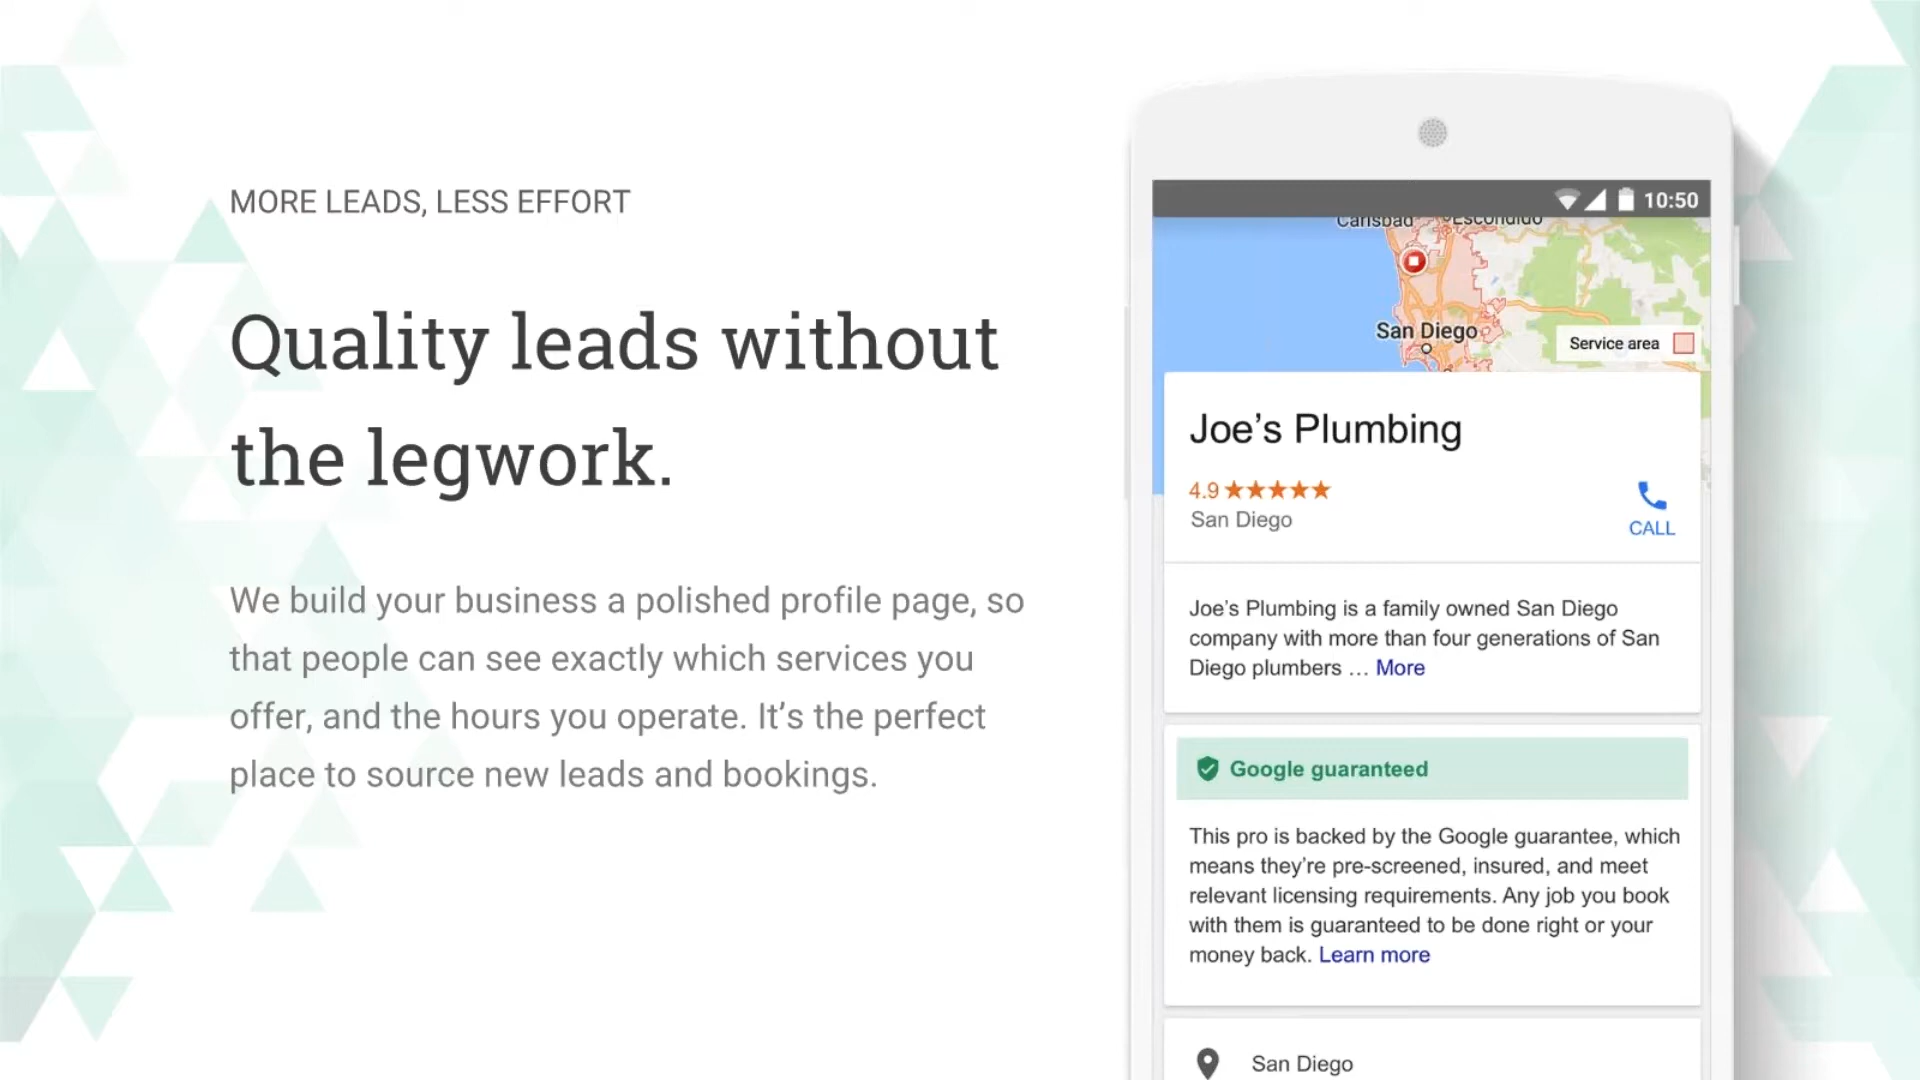 MORE LEADS, LESS EFFORT
Quality leads without
the legwork.
We build your business a polished profile page, so
that people can see exactly which services you
offer, and the hours you operate. It's the perfect
place to source new leads and bookings.
10:50
Carlsbad Escondido
San Diego
Service area
Joe's Plumbing
4.9 ★★★★★
San Diego
CALL
Joe's Plumbing is a family owned San Diego
company with more than four generations of San
Diego plumbers … More
Google guaranteed
This pro is backed by the Google guarantee, which
means they're pre-screened, insured, and meet
relevant licensing requirements. Any job you book
with them is guaranteed to be done right or your
money back. Learn more
San Diego